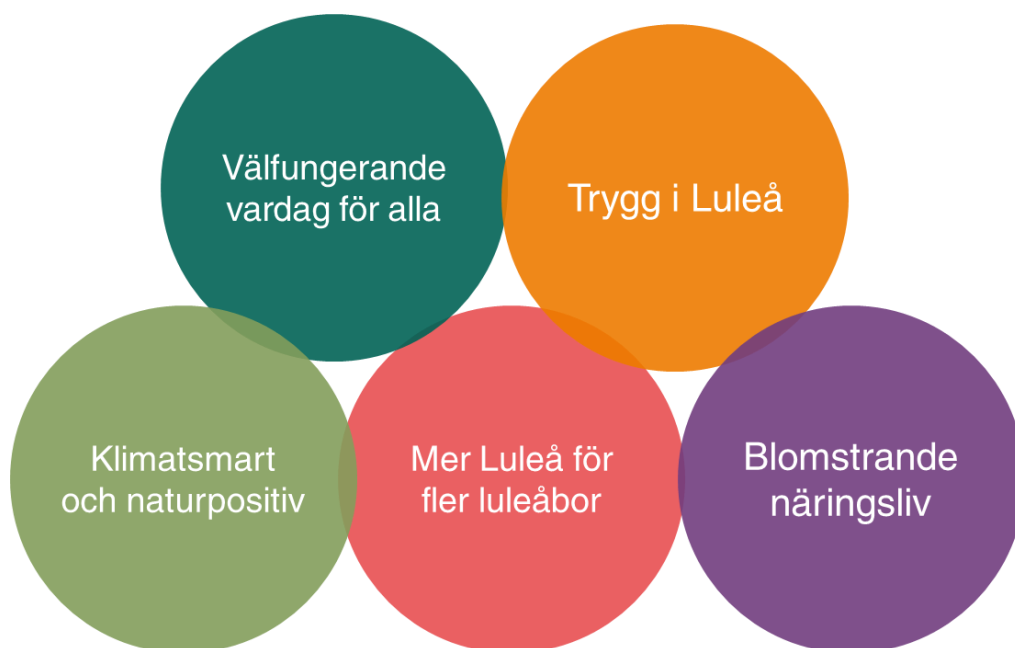 Välfungerande
vardag för alla
Trygg i Luleå
Klimatsmart
och naturpositiv
Mer Luleå för
fler luleåbor
Blomstrande
näringsliv